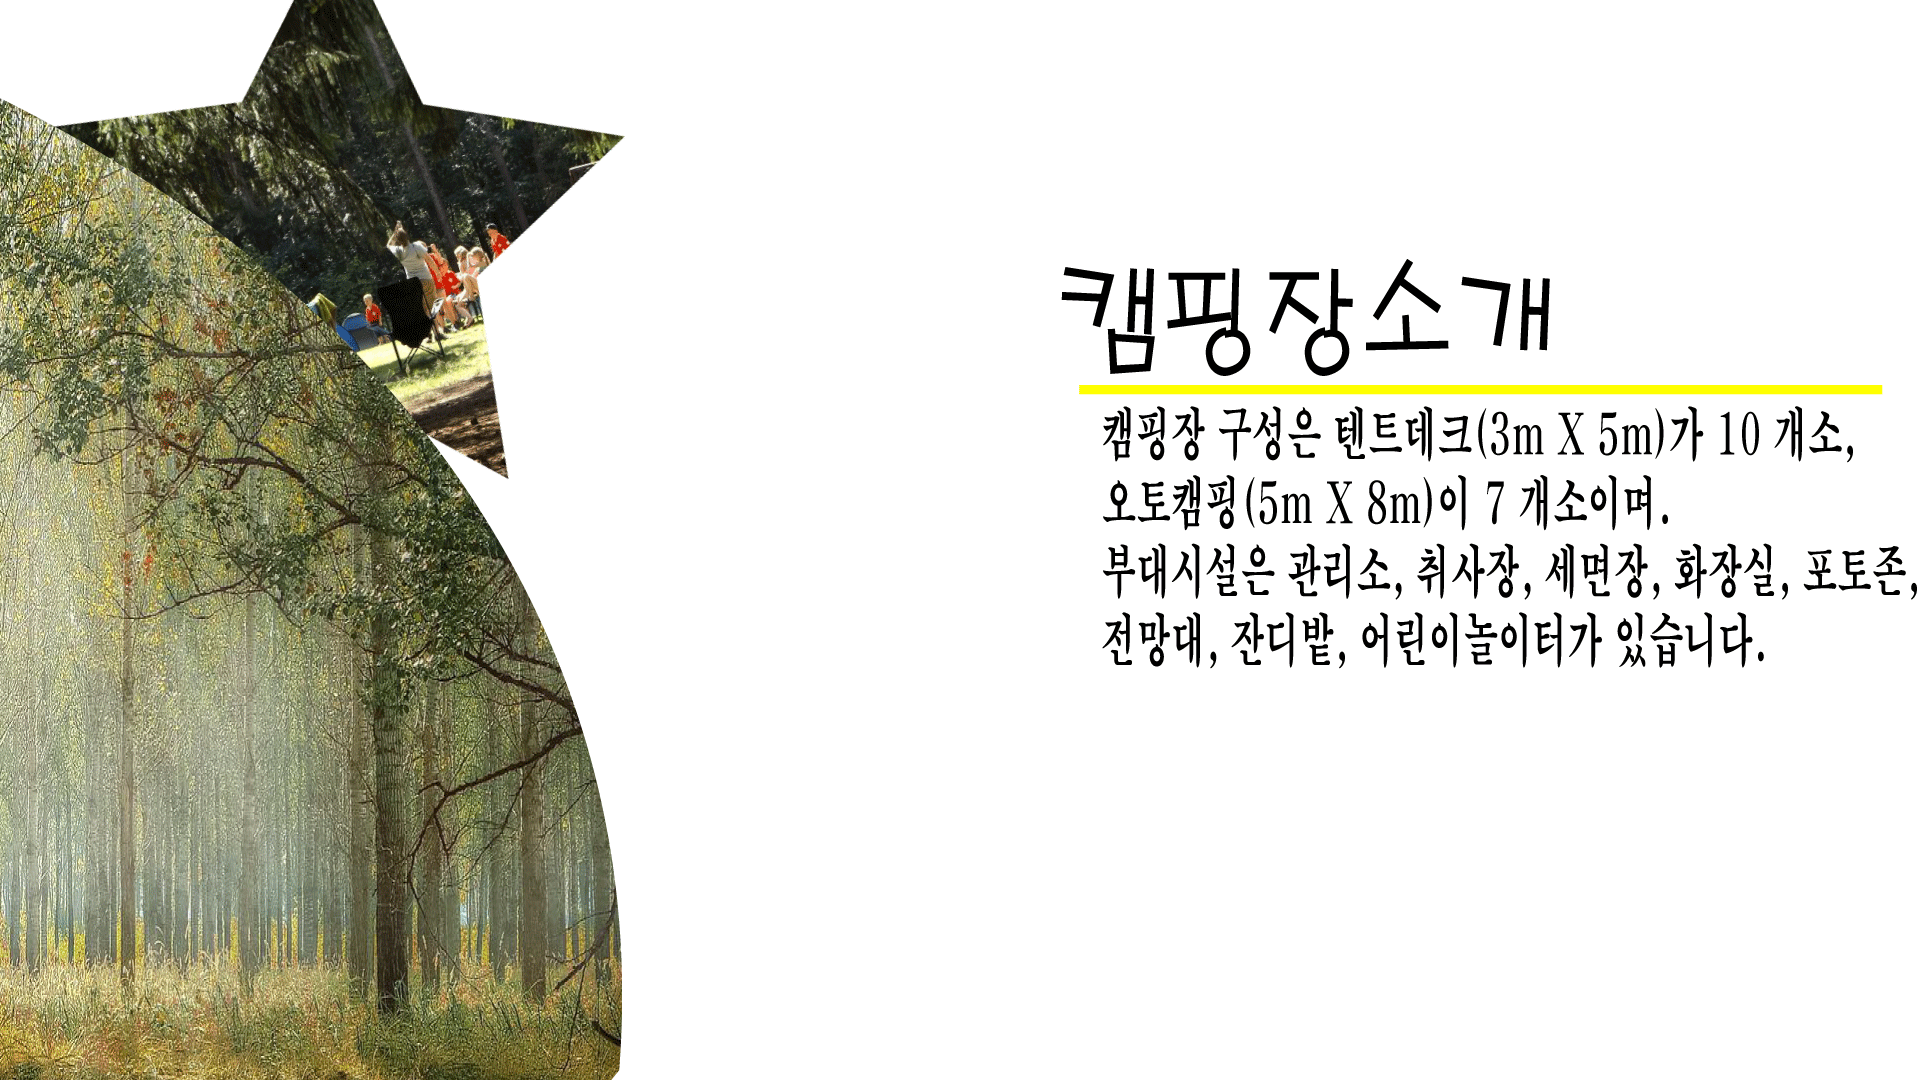 캠핑장소개
캠핑장 구성은 텐트데크(3m X 5m)가 10 개소,
오토캠핑(5m X 8m)이 7 개소이며.
부대시설은 관리소, 취사장, 세면장, 화장실, 포토존,
전망대, 잔디밭, 어린이놀이터가 있습니다.